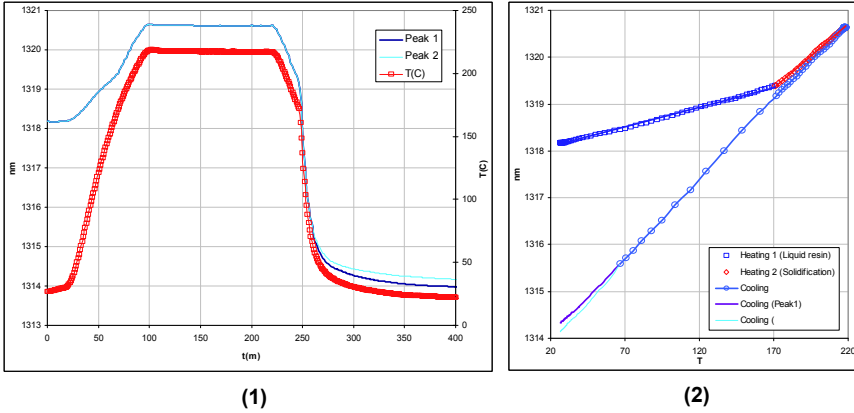 1321
1320
1319
1318
1317
1316
1315
1314
1313
nm
0 50 100 150 200 250 300 350 400
t(m)
250
200
150
100
50
0
T(C)
Peak 1
Peak 2
T(C)
(1)
1321
1320
1319
1318
1317
1316
1315
1314
nm
20 70 120 170 220
T
Heating 1 (Liquid resin)
Heating 2 (Solidification)
Cooling
Cooling (Peak1)
Cooling (
(2)